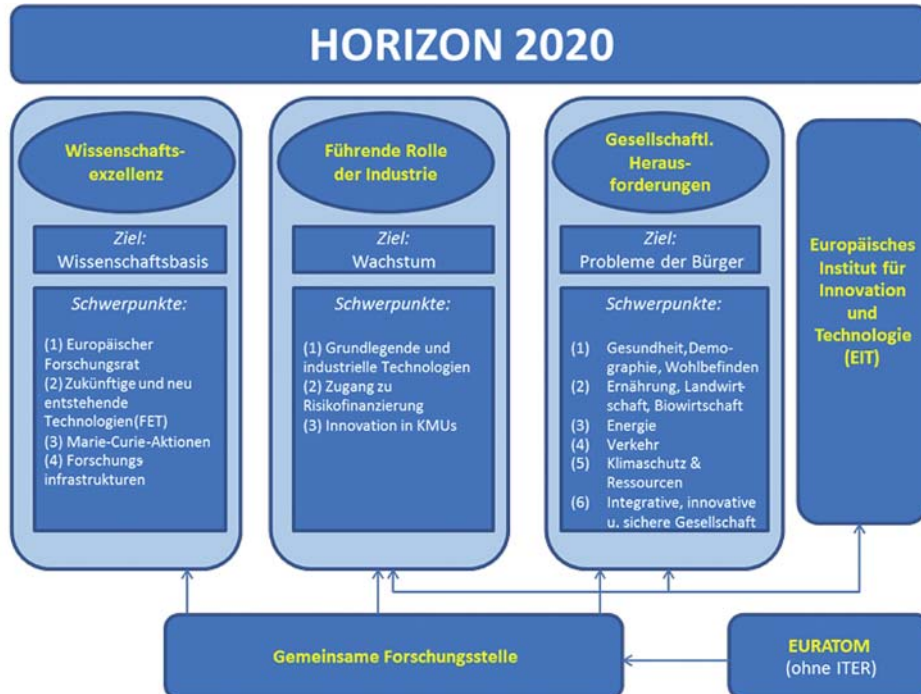 HORIZON 2020
Wissenschafts-
exzellenz
Ziel:
Wissenschaftsbasis
Schwerpunkte:
(1) Europäischer
Forschungsrat
(2) Zukünftige und neu
entstehende
Technologien (FET)
(3) Marie-Curie-Aktionen
(4) Forschungs-
infrastrukturen
Führende Rolle
der Industrie
Ziel:
Wachstum
Schwerpunkte:
(1) Grundlegende und
industrielle Technologien
(2) Zugang zu
Risikofinanzierung
(3) Innovation in KMUs
Gesellschaftl.
Heraus-
forderungen
Ziel:
Probleme der Bürger
Schwerpunkte:
(1) Gesundheit, Demo-
graphie, Wohlbefinden
(2) Ernährung, Landwirt-
schaft, Biowirtschaft
(3) Energie
(4) Verkehr
(5) Klimaschutz &
Ressourcen
(6) Integrative, innovative
u. sichere Gesellschaft
Europäisches
Institut für
Innovation
und
Technologie
(EIT)
Gemeinsame Forschungsstelle
EURATOM
(ohne ITER)